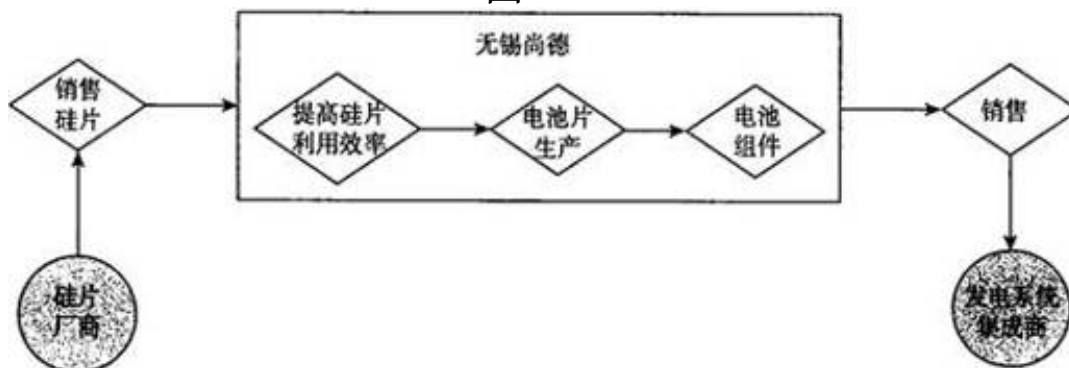 图
无锡尚德
销售
硅片
提高硅片
利用效率
电池片
生产
电池
组件
销售
硅片
厂商
发电系统
集成商